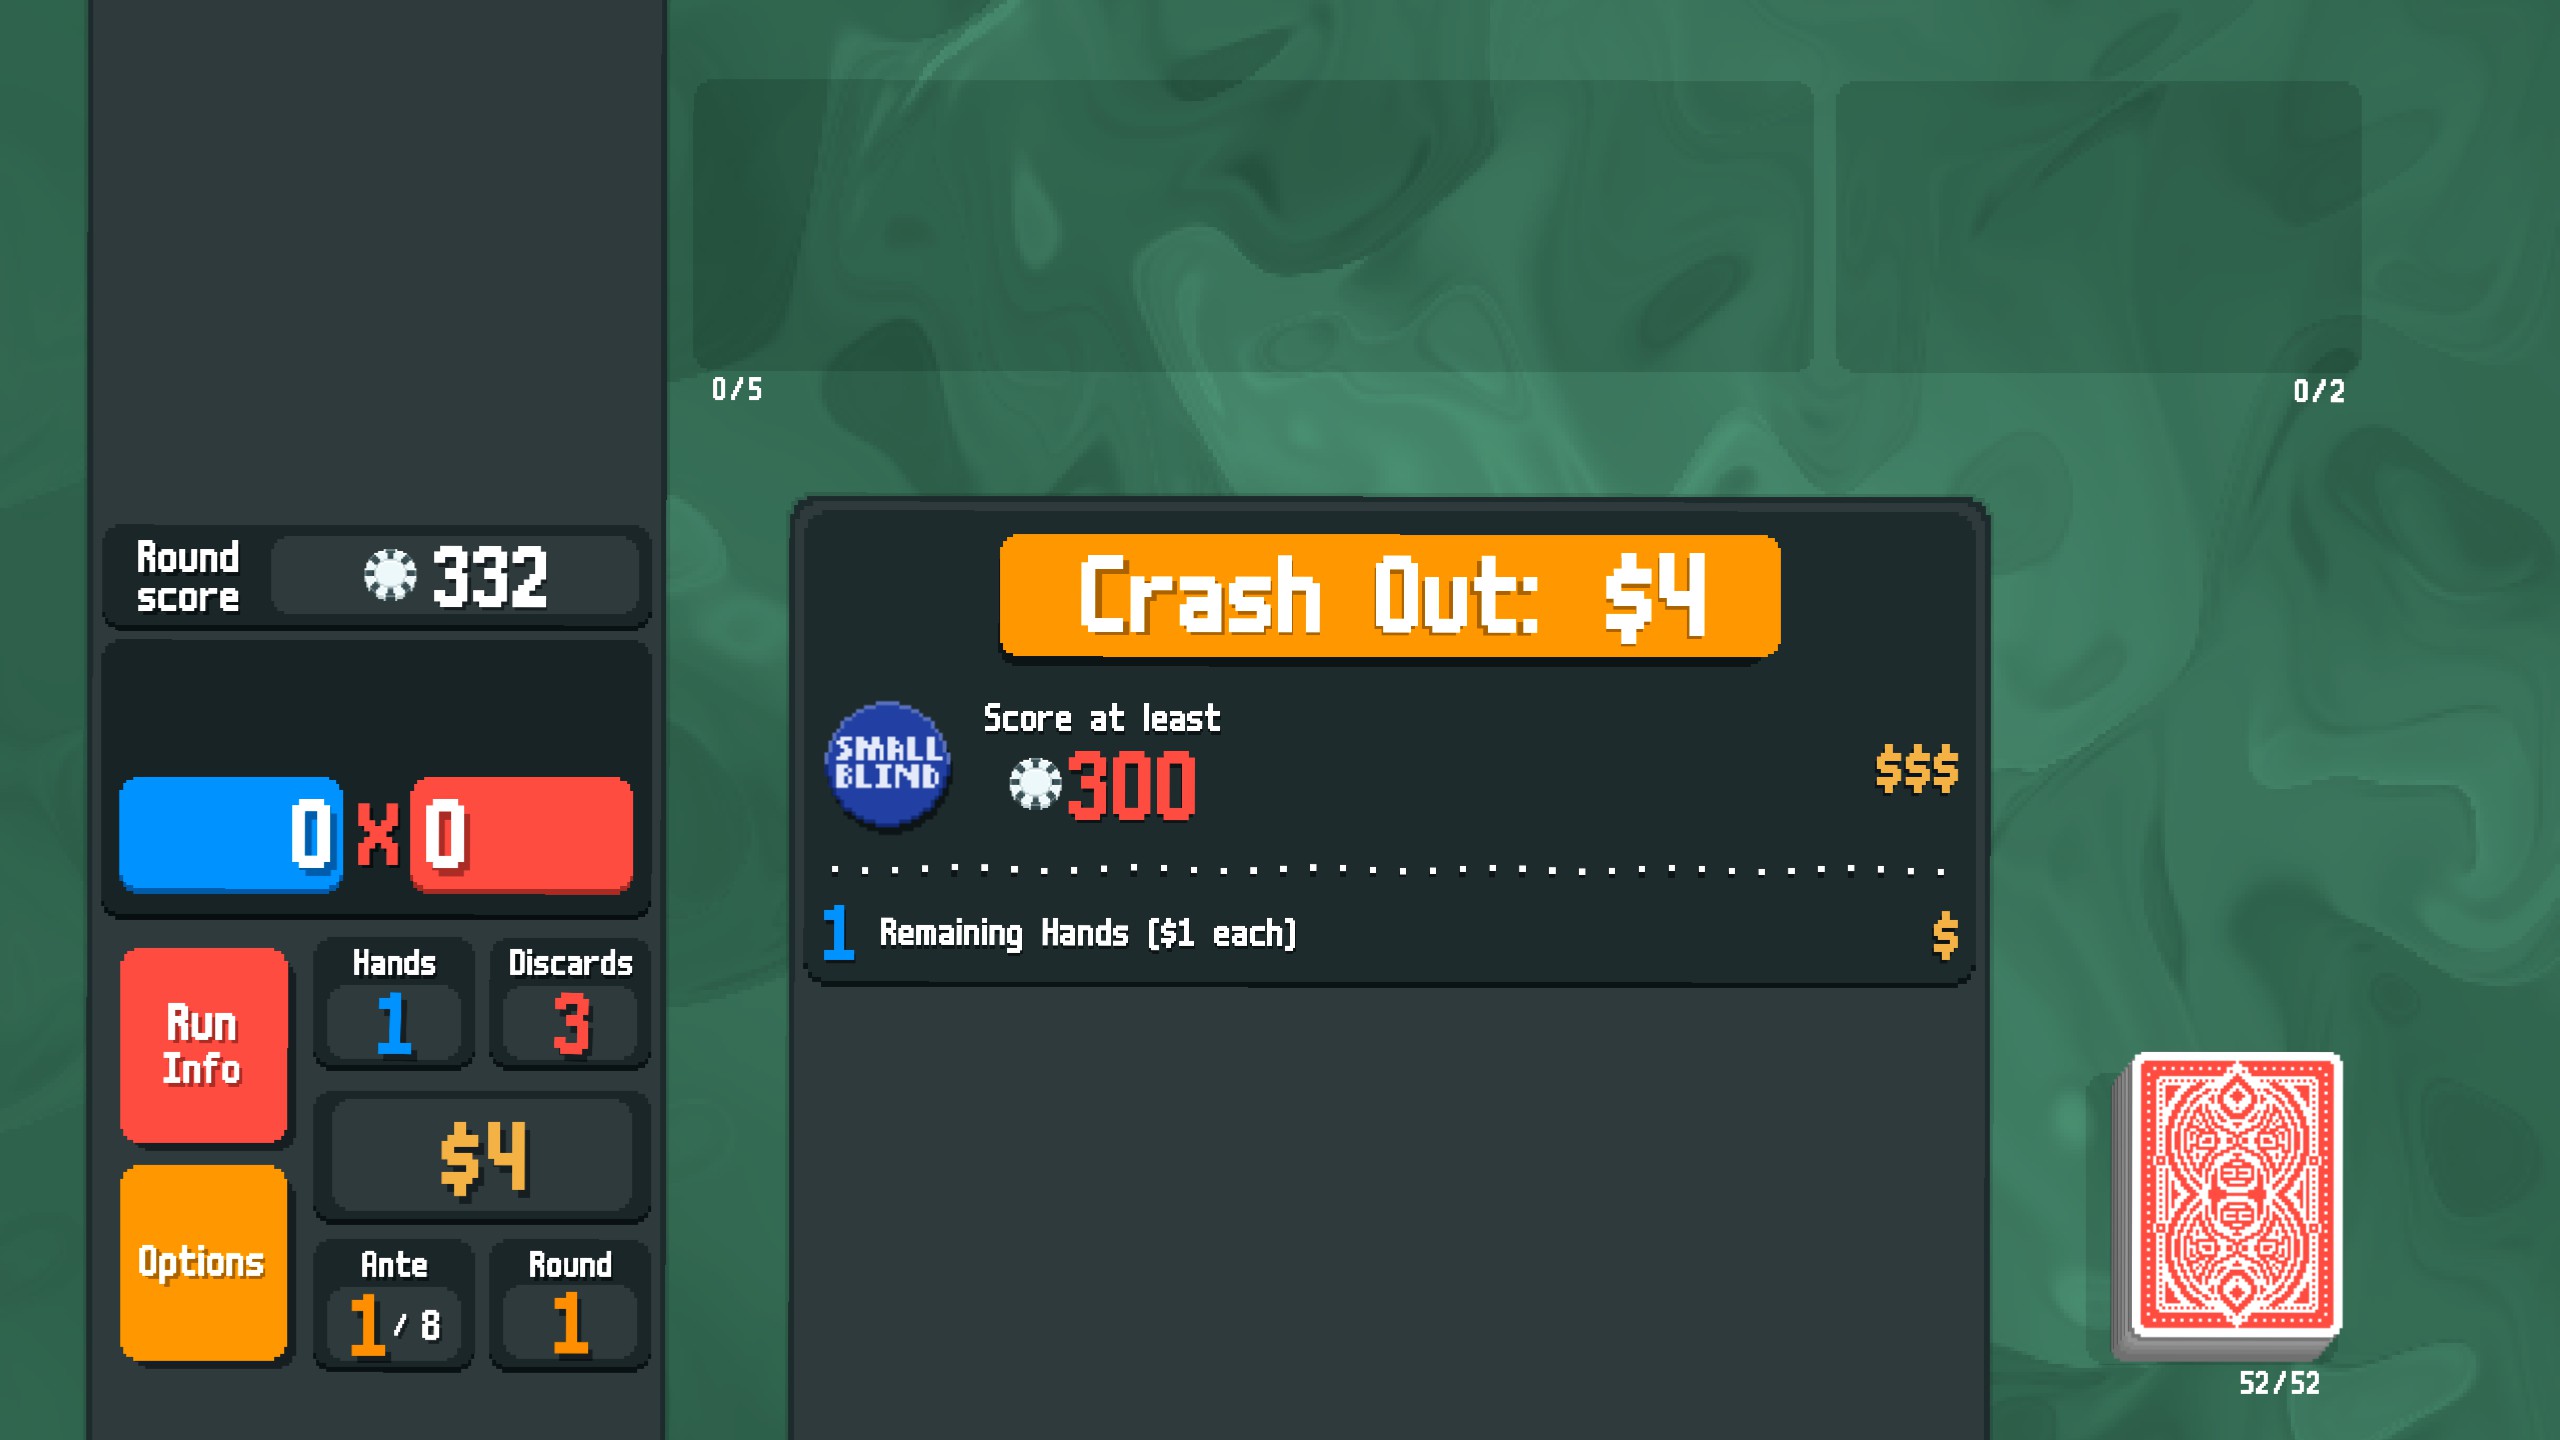 0/5
0/2
Round
score
332
0 X 0
Run
Info
Options
Hands
1
Discards
3
$4
Ante
1 / 8
Round
1
Crash Out: $4
SMALL
BLIND
Score at least
300
$$$
1 Remaining Hands ($1 each)
$
52/52